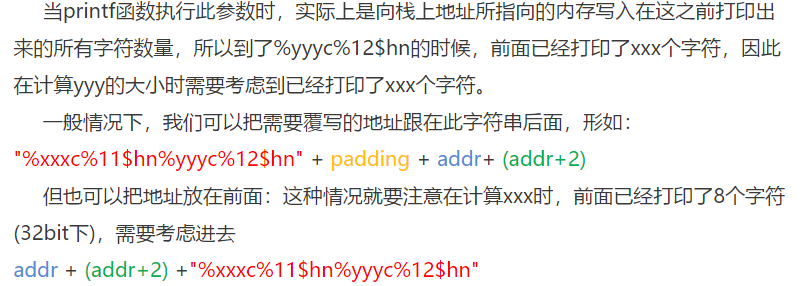 当printf函数执行此参数时，实际上是向栈上地址所指向的内存写入在这之前打印出
来的所有字符数量，所以到了%yyyc%12$hn的时候，前面已经打印了xxx个字符，因此
在计算yyy的大小时需要考虑到已经打印了xxx个字符。
一般情况下，我们可以把需要覆写的地址跟在此字符串后面，形如：
"%xxxc%11$hn%yyyc%12$hn" + padding + addr+ (addr+2)
但也可以把地址放在前面：这种情况就要注意在计算xxx时，前面已经打印了8个字符
(32bit下)，需要考虑进去
addr + (addr+2) +"%xxxc%11$hn%yyyc%12$hn"